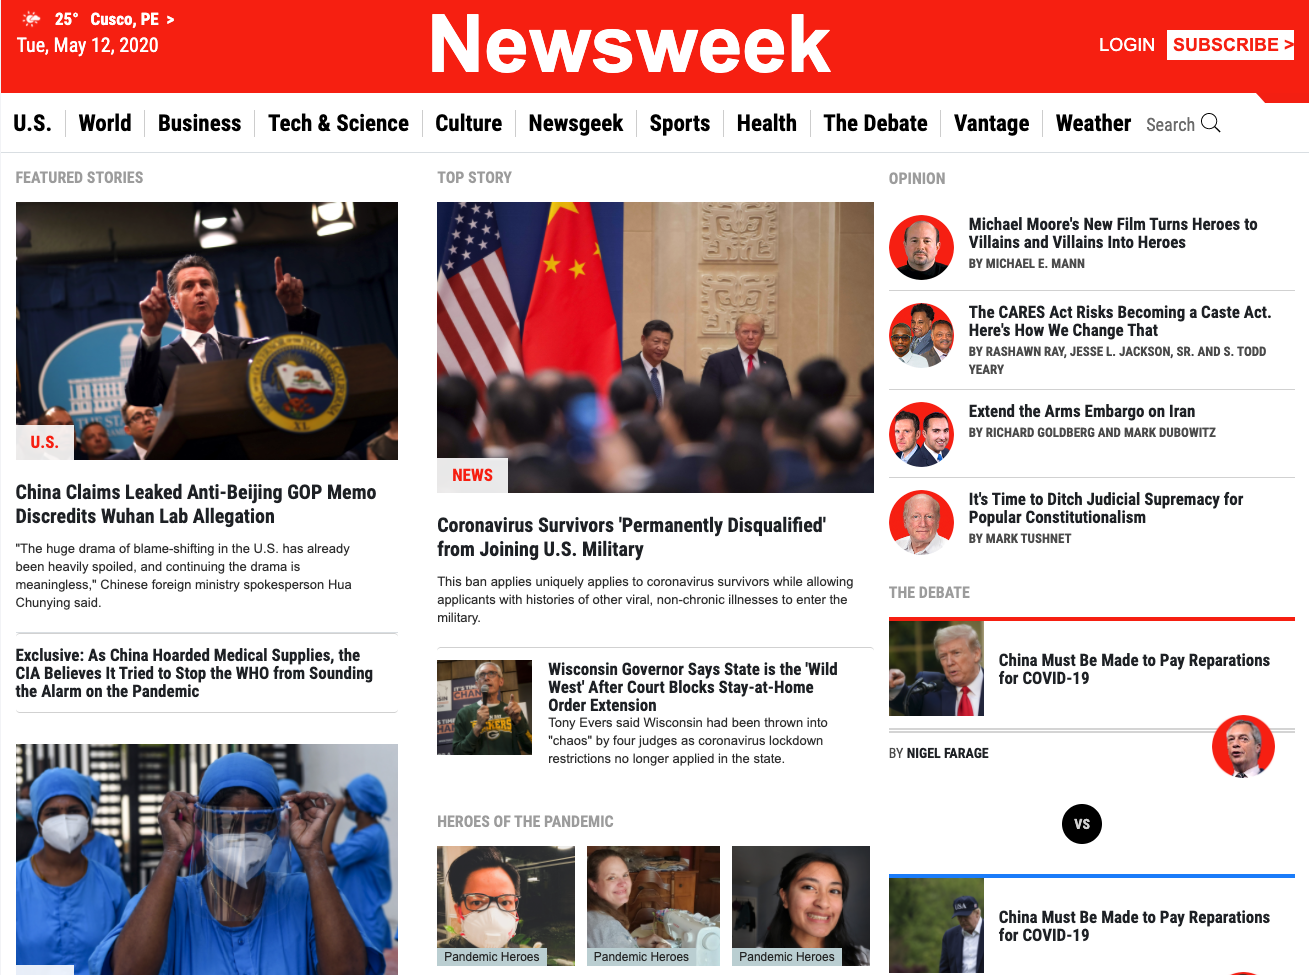 25° Cusco, PE >
Tue, May 12, 2020
Newsweek
LOGIN SUBSCRIBE >
U.S. World Business Tech & Science Culture Newsgeek Sports Health The Debate Vantage Weather Search
FEATURED STORIES
U.S.
China Claims Leaked Anti-Beijing GOP Memo
Discredits Wuhan Lab Allegation
"The huge drama of blame-shifting in the U.S. has already
been heavily spoiled, and continuing the drama is
meaningless," Chinese foreign ministry spokesperson Hua
Chunying said.
Exclusive: As China Hoarded Medical Supplies, the
CIA Believes It Tried to Stop the WHO from Sounding
the Alarm on the Pandemic
TOP STORY
NEWS
Coronavirus Survivors 'Permanently Disqualified'
from Joining U.S. Military
This ban applies uniquely applies to coronavirus survivors while allowing
applicants with histories of other viral, non-chronic illnesses to enter the
military.
Wisconsin Governor Says State is the 'Wild
West' After Court Blocks Stay-at-Home
Order Extension
Tony Evers said Wisconsin had been thrown into
"chaos" by four judges as coronavirus lockdown
restrictions no longer applied in the state.
HEROES OF THE PANDEMIC
Pandemic Heroes
Pandemic Heroes
Pandemic Heroes
OPINION
Michael Moore's New Film Turns Heroes to
Villains and Villains Into Heroes
BY MICHAEL E. MANN
The CARES Act Risks Becoming a Caste Act.
Here's How We Change That
BY RASHAWN RAY, JESSE L. JACKSON, SR. AND S. TODD
YEARY
Extend the Arms Embargo on Iran
BY RICHARD GOLDBERG AND MARK DUBOWITZ
It's Time to Ditch Judicial Supremacy for
Popular Constitutionalism
BY MARK TUSHNET
THE DEBATE
China Must Be Made to Pay Reparations
for COVID-19
BY NIGEL FARAGE
VS
China Must Be Made to Pay Reparations
for COVID-19